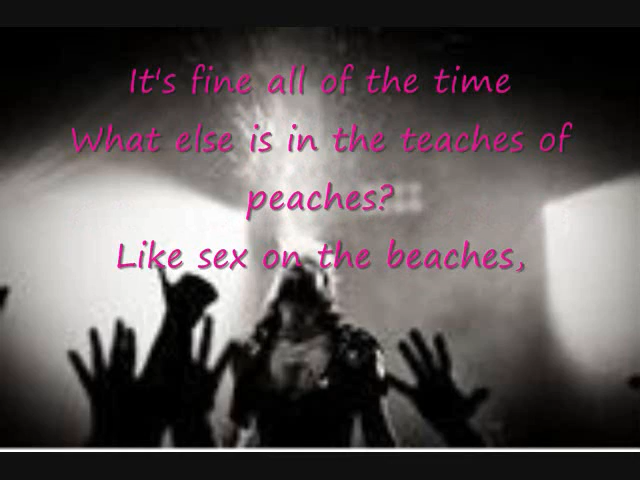 It's fine all of the time
What else is in the teaches of
peaches?
Like sex on the beaches,